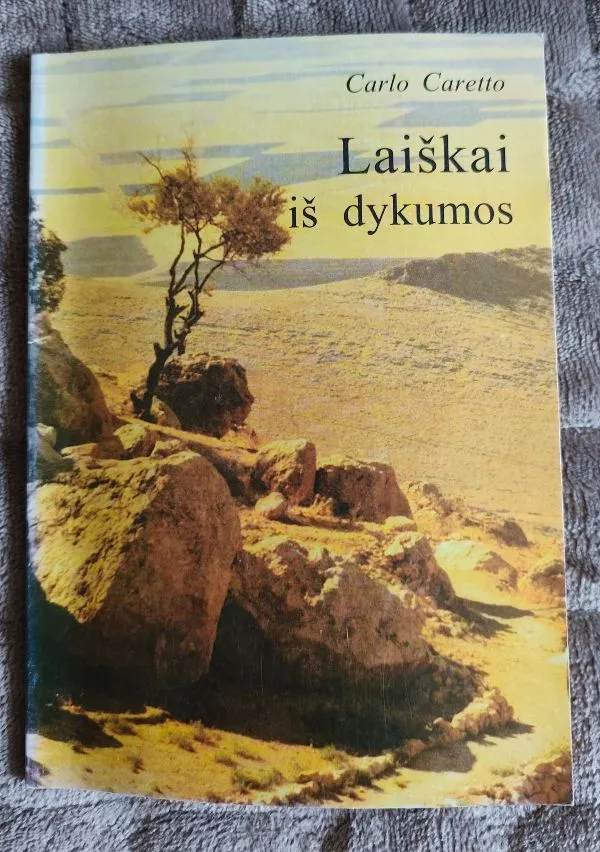 Carlo Caretto
Laiškai
iš dykumos